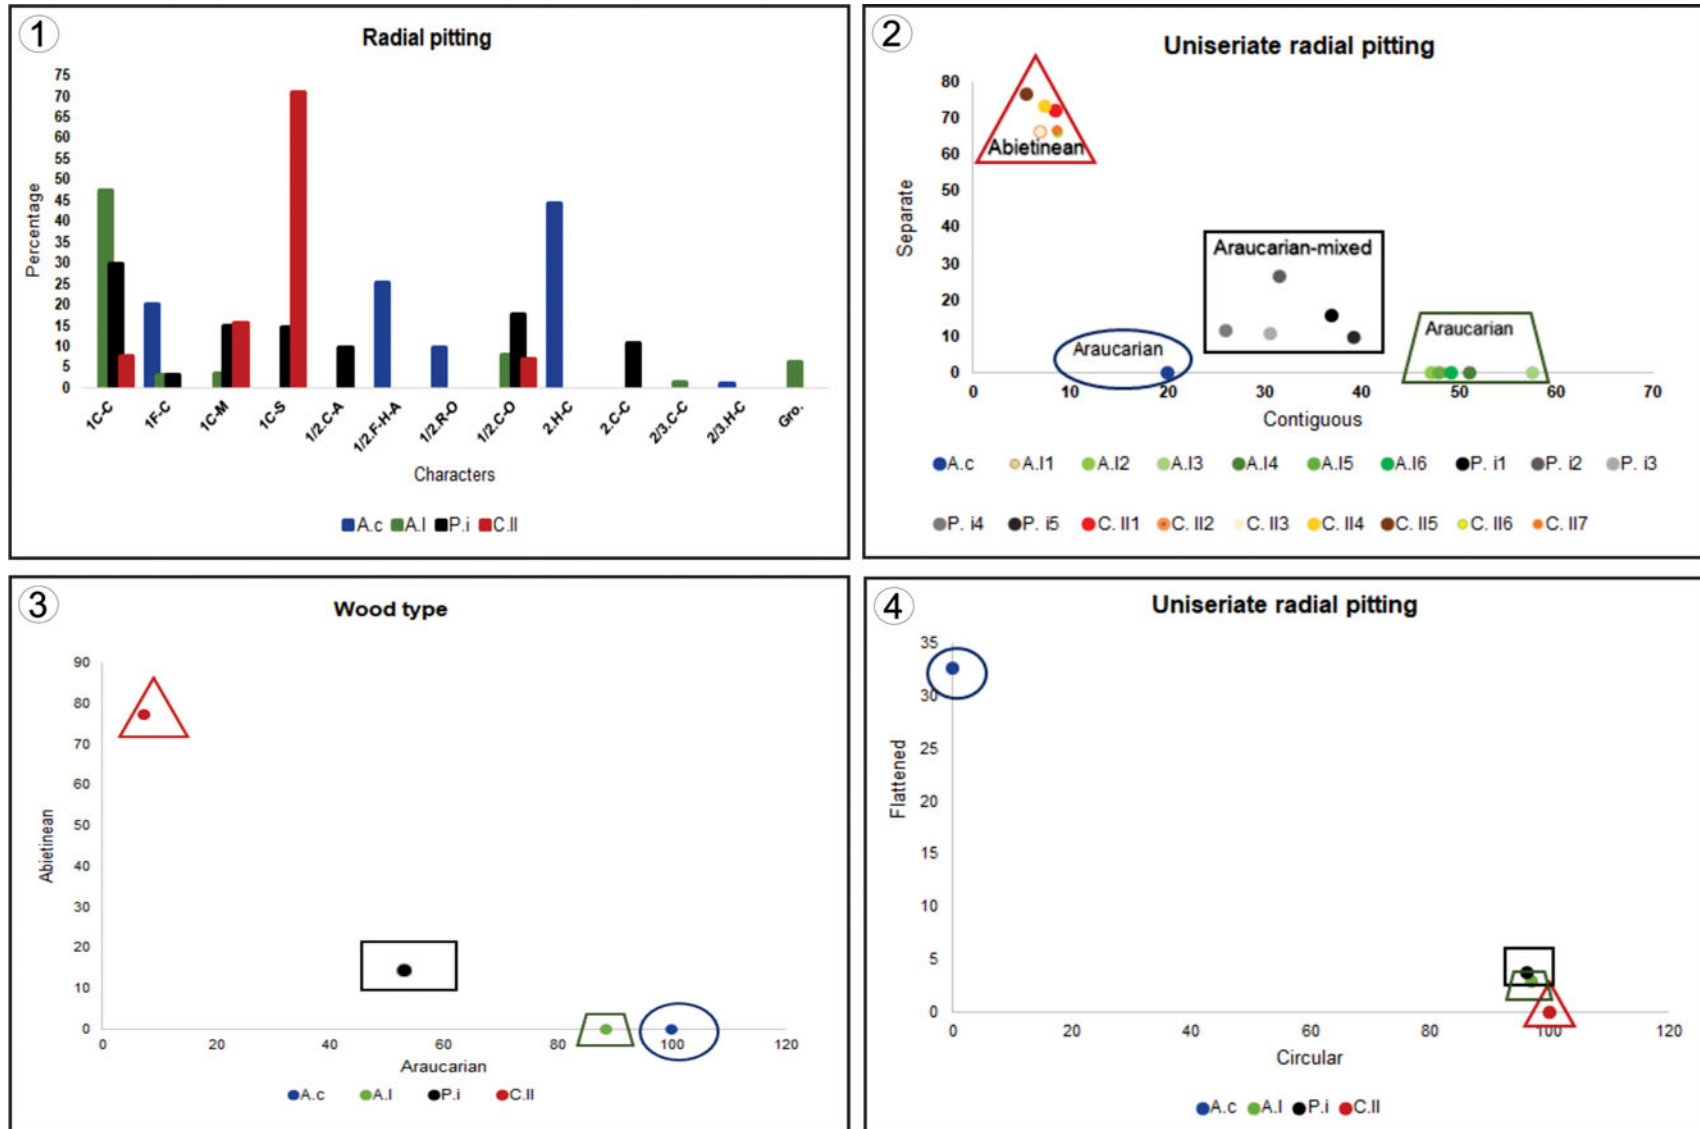 1
Radial pitting
75
70
65
60
55
50
45
40
35
30
25
20
15
10
5
0
Percentage
1C-C 1F-C 1C-M 1C-S 1/2.C-A 1/2.F-H-A 1/2.R-O 1/2.C-O 2.H-C 2.C-C 2/3.C-C 2/3.H-C Gro.
Characters
A.c A.I P.i C.II
2
Uniseriate radial pitting
80
70
60
50
40
30
20
10
0
Separate
Abietinean
Araucarian-mixed
Araucarian
Araucarian
0 10 20 30 40 50 60 70
Contiguous
A.c A.I1 A.I2 A.I3 A.I4 A.I5 A.I6 P. i1 P. i2 P. i3
P. i4 P. i5 C. II1 C. II2 C. II3 C. II4 C. II5 C. II6 C. II7
3
Wood type
90
80
70
60
50
40
30
20
10
0
Abietinean
0 20 40 60 80 100 120
Araucarian
A.c A.I P.i C.II
4
Uniseriate radial pitting
35
30
25
20
15
10
5
0
Flattened
0 20 40 60 80 100 120
Circular
A.c A.I P.i C.II